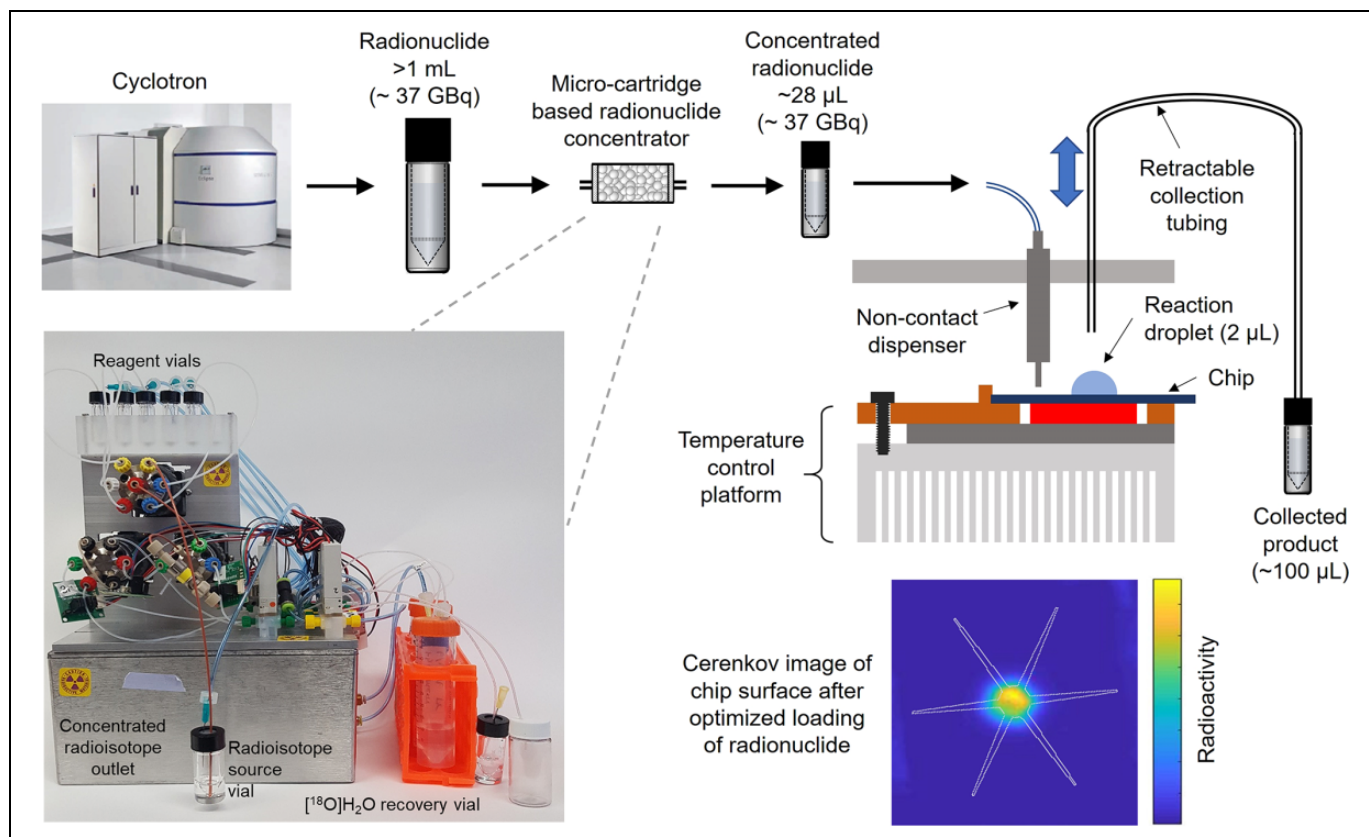 Cyclotron
Radionuclide
>1 mL
(~ 37 GBq)
Micro-cartridge
based radionuclide
concentrator
Concentrated
radionuclide
~28 µL
(~ 37 GBq)
Retractable
collection
tubing
Non-contact
dispenser
Reaction
droplet (2 µL)
Chip
Temperature
control
platform
Collected
product
(~100 µL)
Reagent vials
Concentrated
radioisotope
outlet
Radioisotope
source
vial
[¹⁸O]H₂O recovery vial
Cerenkov image of
chip surface after
optimized loading
of radionuclide
Radioactivity